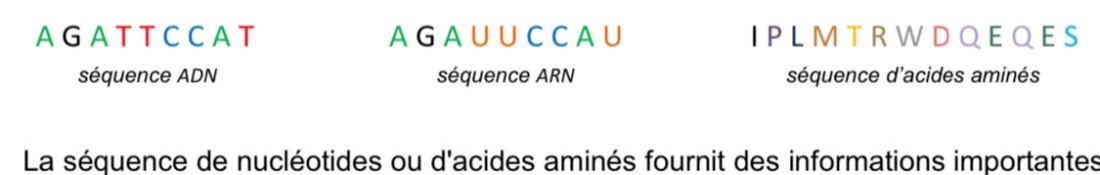 A G A T T C C A T A G A U U C C A U I P L M T R W D Q E Q E S
séquence ADN séquence ARN séquence d'acides aminés
La séquence de nucléotides ou d'acides aminés fournit des informations importantes